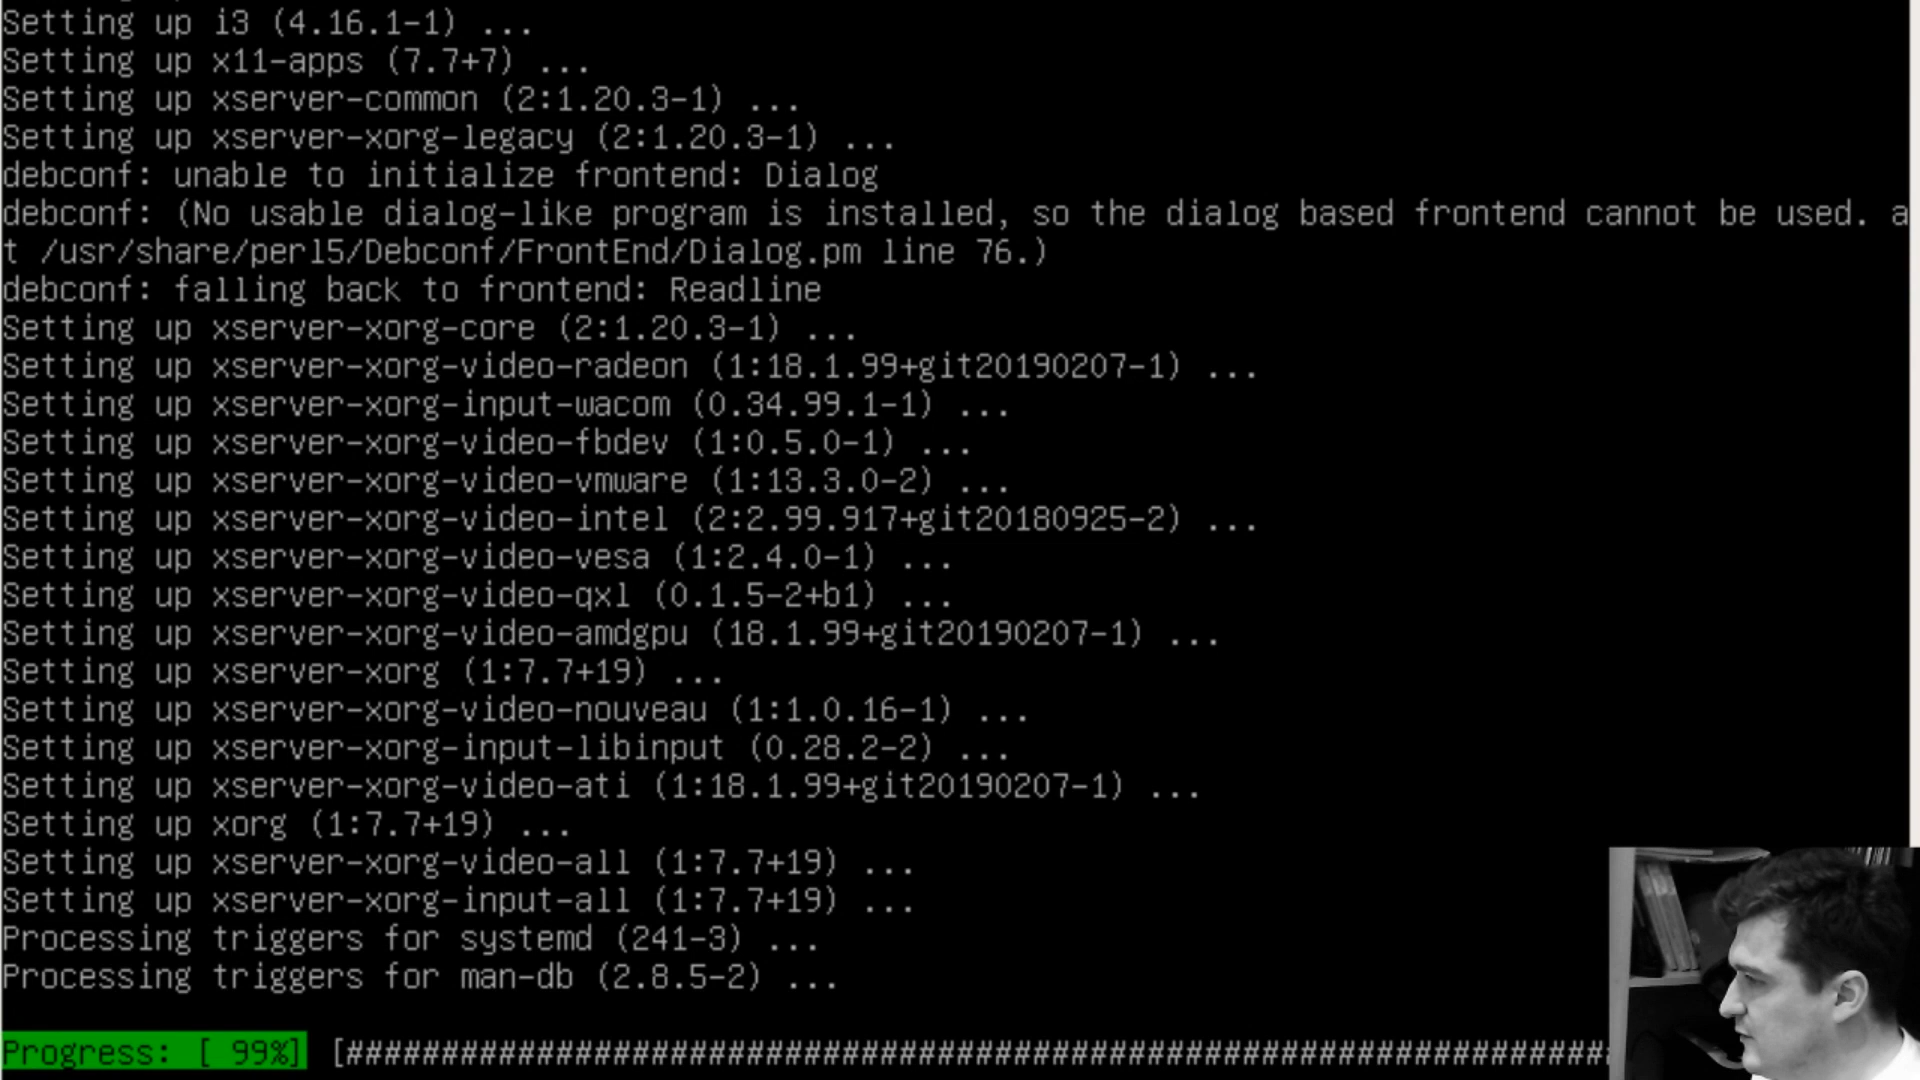 Setting up i3 (4.16.1-1) ...
Setting up x11-apps (7.7+7) ...
Setting up xserver-common (2:1.20.3-1) ...
Setting up xserver-xorg-legacy (2:1.20.3-1) ...
debconf: unable to initialize frontend: Dialog
debconf: (No usable dialog-like program is installed, so the dialog based frontend cannot be used. a
t /usr/share/perl5/Debconf/FrontEnd/Dialog.pm line 76.)
debconf: falling back to frontend: Readline
Setting up xserver-xorg-core (2:1.20.3-1) ...
Setting up xserver-xorg-video-radeon (1:18.1.99+git20190207-1) ...
Setting up xserver-xorg-input-wacom (0.34.99.1-1) ...
Setting up xserver-xorg-video-fbdev (1:0.5.0-1) ...
Setting up xserver-xorg-video-vmware (1:13.3.0-2) ...
Setting up xserver-xorg-video-intel (2:2.99.917+git20180925-2) ...
Setting up xserver-xorg-video-vesa (1:2.4.0-1) ...
Setting up xserver-xorg-video-qxl (0.1.5-2+b1) ...
Setting up xserver-xorg-video-amdgpu (18.1.99+git20190207-1) ...
Setting up xserver-xorg (1:7.7+19) ...
Setting up xserver-xorg-video-nouveau (1:1.0.16-1) ...
Setting up xserver-xorg-input-libinput (0.28.2-2) ...
Setting up xserver-xorg-video-ati (1:18.1.99+git20190207-1) ...
Setting up xorg (1:7.7+19) ...
Setting up xserver-xorg-video-all (1:7.7+19) ...
Setting up xserver-xorg-input-all (1:7.7+19) ...
Processing triggers for systemd (241-3) ...
Processing triggers for man-db (2.8.5-2) ...
Progress: [ 99%] [##################################################################